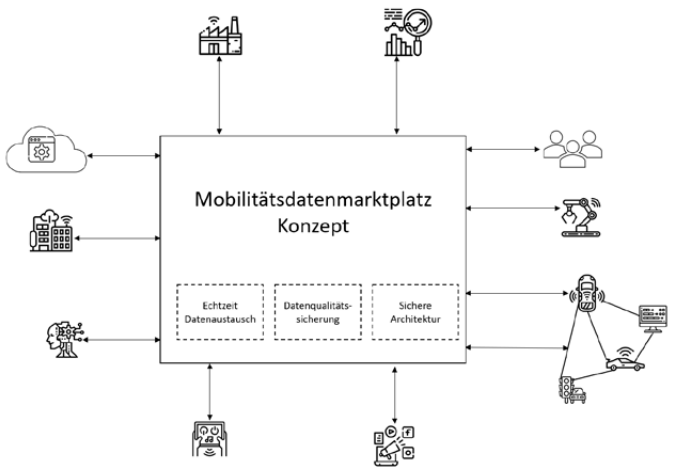 Mobilitätsdatenmarktplatz
Konzept
Echtzeit
Datenaustausch
Datenqualitäts-
sicherung
Sichere
Architektur